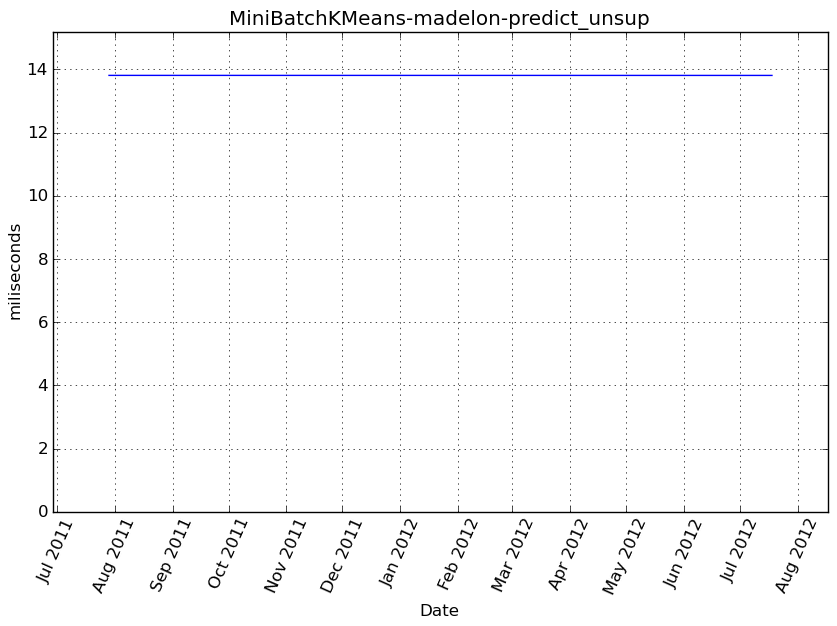 MiniBatchKMeans-madelon-predict_unsup
14
12
10
8
6
4
2
0
miliseconds
Jul 2011
Aug 2011
Sep 2011
Oct 2011
Nov 2011
Dec 2011
Jan 2012
Feb 2012
Mar 2012
Apr 2012
May 2012
Jun 2012
Jul 2012
Aug 2012
Date